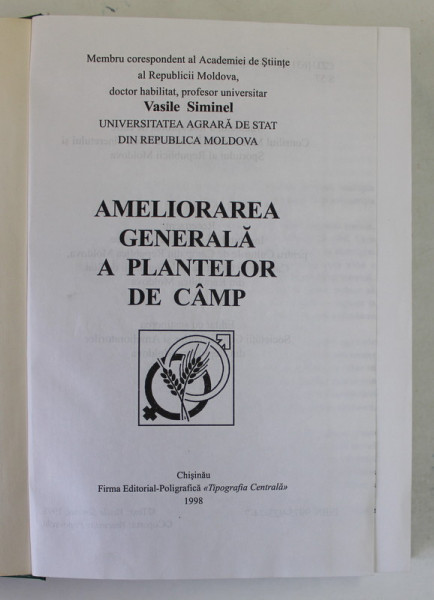 Membru corespondent al Academiei de Științe
al Republicii Moldova,
doctor habilitat, profesor universitar
Vasile Siminel
UNIVERSITATEA AGRARĂ DE STAT
DIN REPUBLICA MOLDOVA
AMELIORAREA
GENERALĂ
A PLANTELOR
DE CÂMP
Chișinău
Firma Editorial-Poligrafică «Tipografia Centrală»
1998